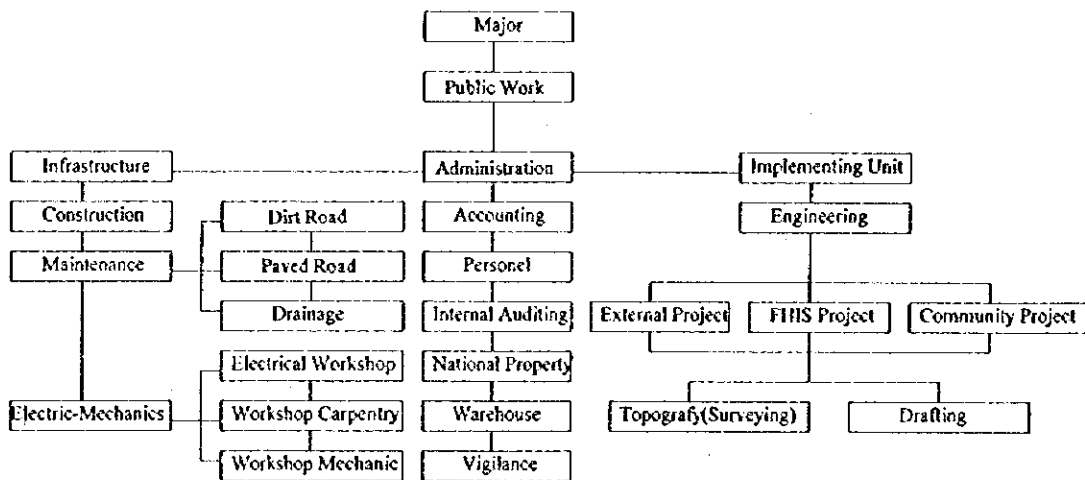 Major
Public Work
Infrastructure
Administration
Implementing Unit
Construction
Dirt Road
Accounting
Engineering
Maintenance
Paved Road
Personel
Drainage
Internal Auditing
External Project
FHIS Project
Community Project
Electrical Workshop
National Property
Electric-Mechanics
Workshop Carpentry
Warehouse
Topografy(Surveying)
Drafting
Workshop Mechanic
Vigilance